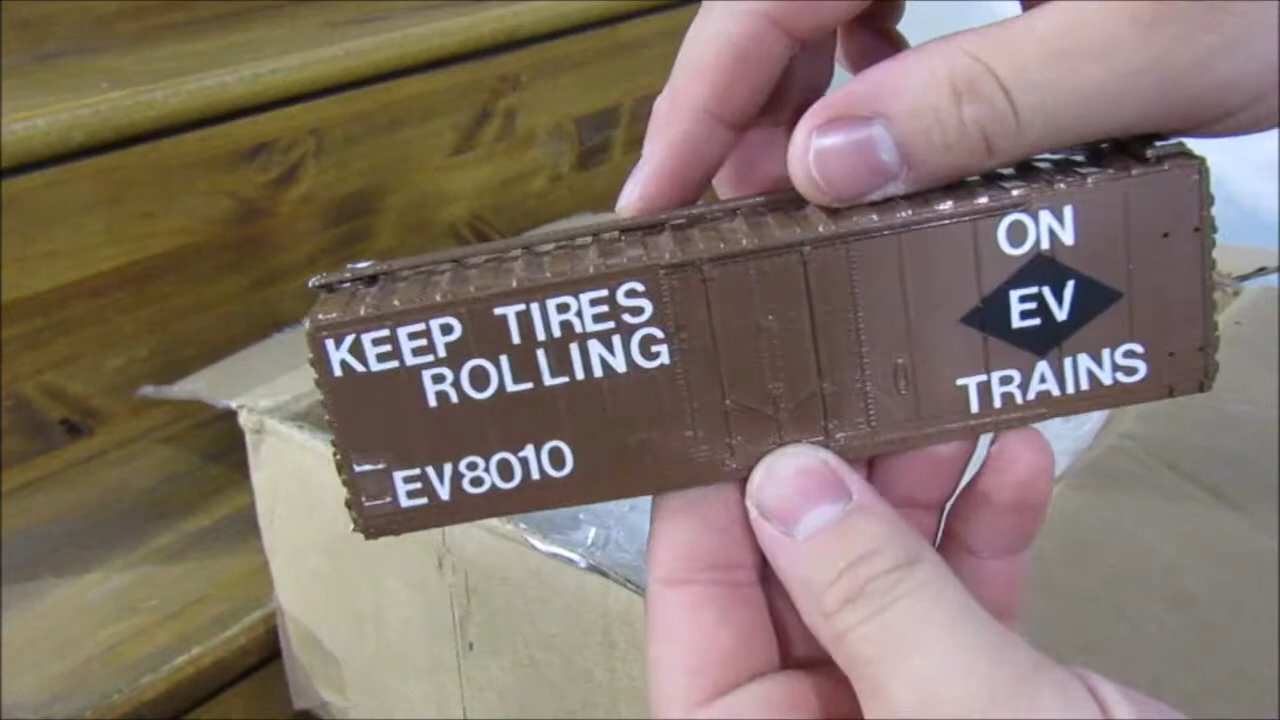 KEEP TIRES
ROLLING
EV8010
ON
EV
TRAINS